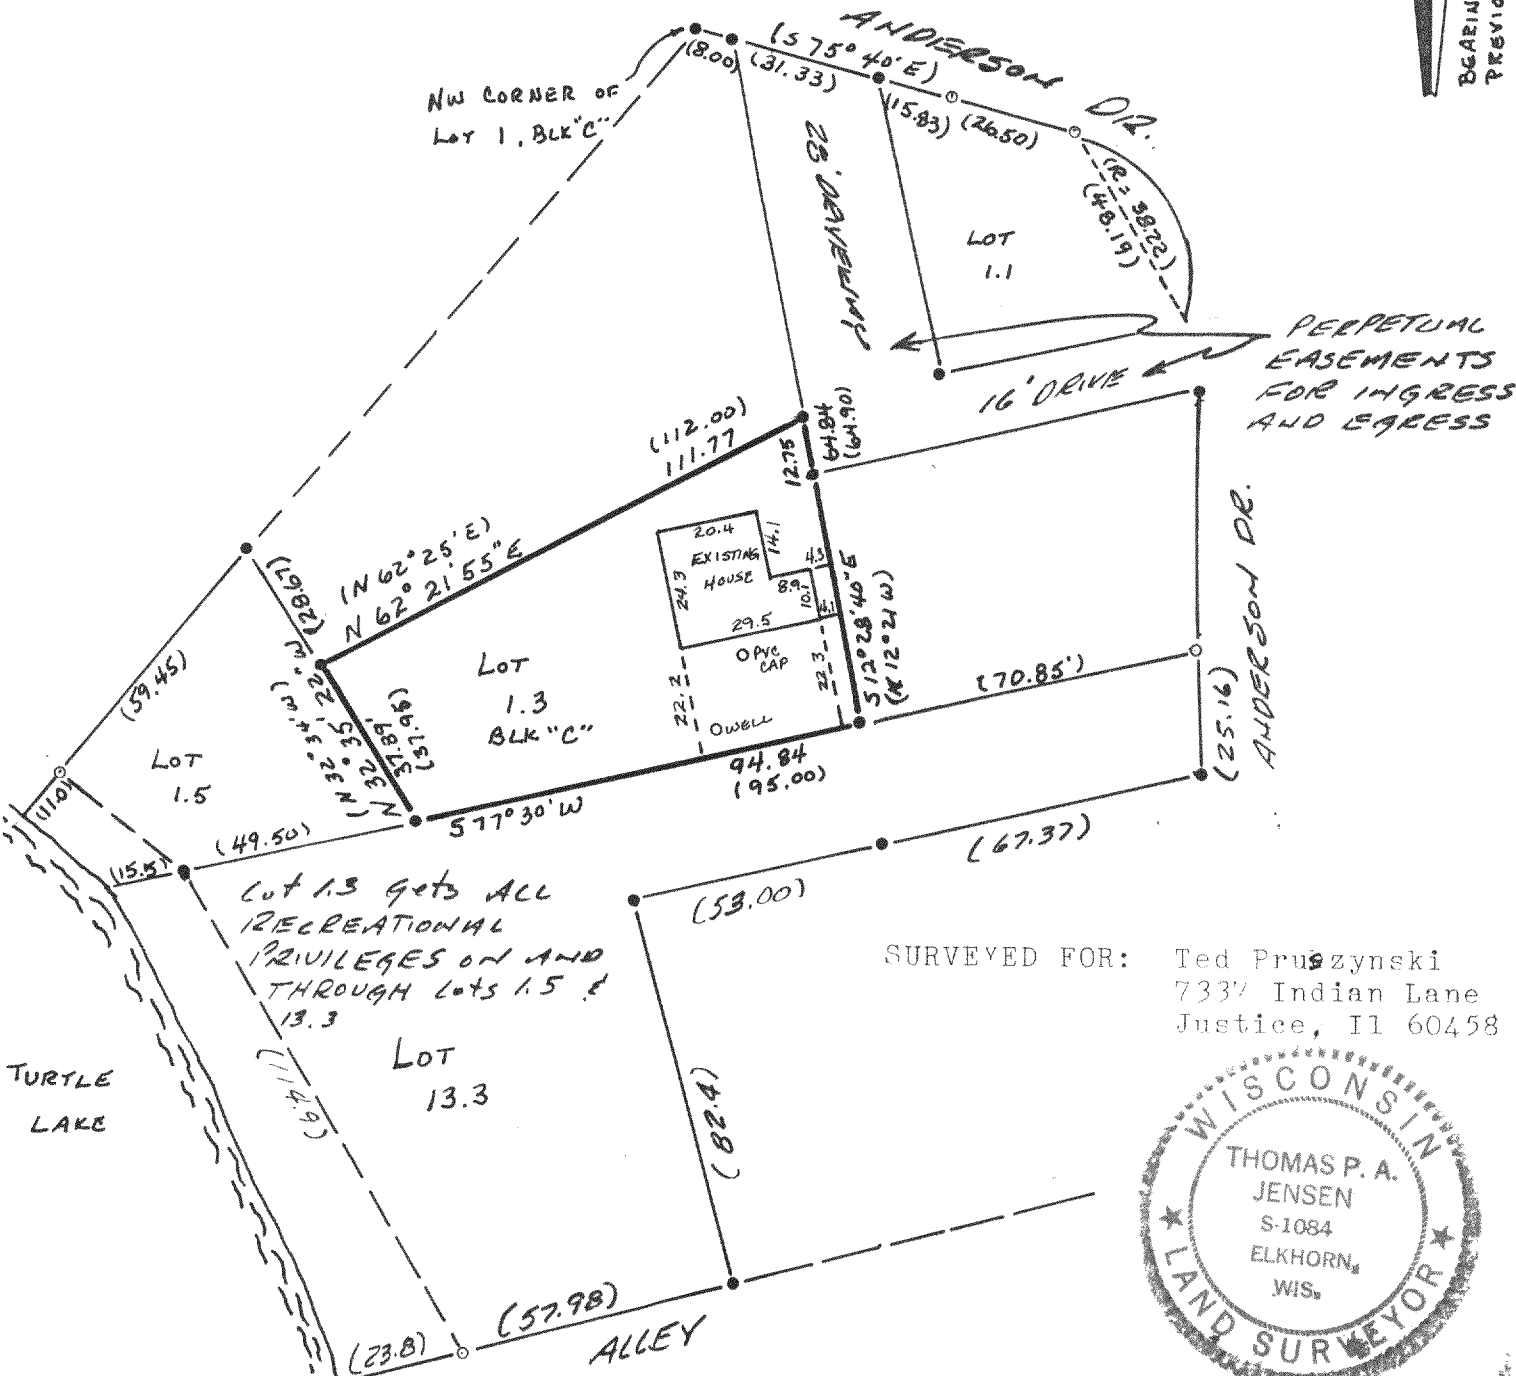 ANDERSON DR.
(S 75° 40' E)
(8.00)
(31.33)
(15.83)
(26.50)
NW CORNER OF
LOT 1, BLK "C"
28' DRIVEWAY
(R = 38.22)
(48.19)
LOT
1.1
PERPETUAL
EASEMENTS
FOR INGRESS
AND EGRESS
16' DRIVE
BEARIN
PREVIO
(112.00)
111.77
64.84
(64.90)
12.75
(N 62° 25' E)
N 62° 21' 55" E
(28.67)
20.4
14.1
EXISTING
HOUSE
24.3
4.3
8.9
10.1
4.1
29.5
O PVC
CAP
22.3
22.2
O WELL
S 12° 28' 40" E
(N 12° 21' W)
ANDERSON DR.
(70.85')
(25.16)
LOT
1.3
BLK "C"
(59.45)
(N 32° 34' W)
N 32° 35' 22" W
37.89'
(37.95)
LOT
1.5
94.84
(95.00)
S 77° 30' W
(11.0)
(49.50)
(15.5)
(67.37)
(53.00)
Lot 1.3 gets ALL
RECREATIONAL
PRIVILEGES ON AND
THROUGH Lots 1.5 &
13.3
SURVEYED FOR: Ted Pruszynski
Indian Lane
Justice, Il 60458
LOT
13.3
TURTLE
LAKE
(114.9)
(82.4)
(57.98)
(23.8)
ALLEY
WISCONSIN
THOMAS P. A.
JENSEN
S-1084
ELKHORN,
WIS.
LAND SURVEYOR